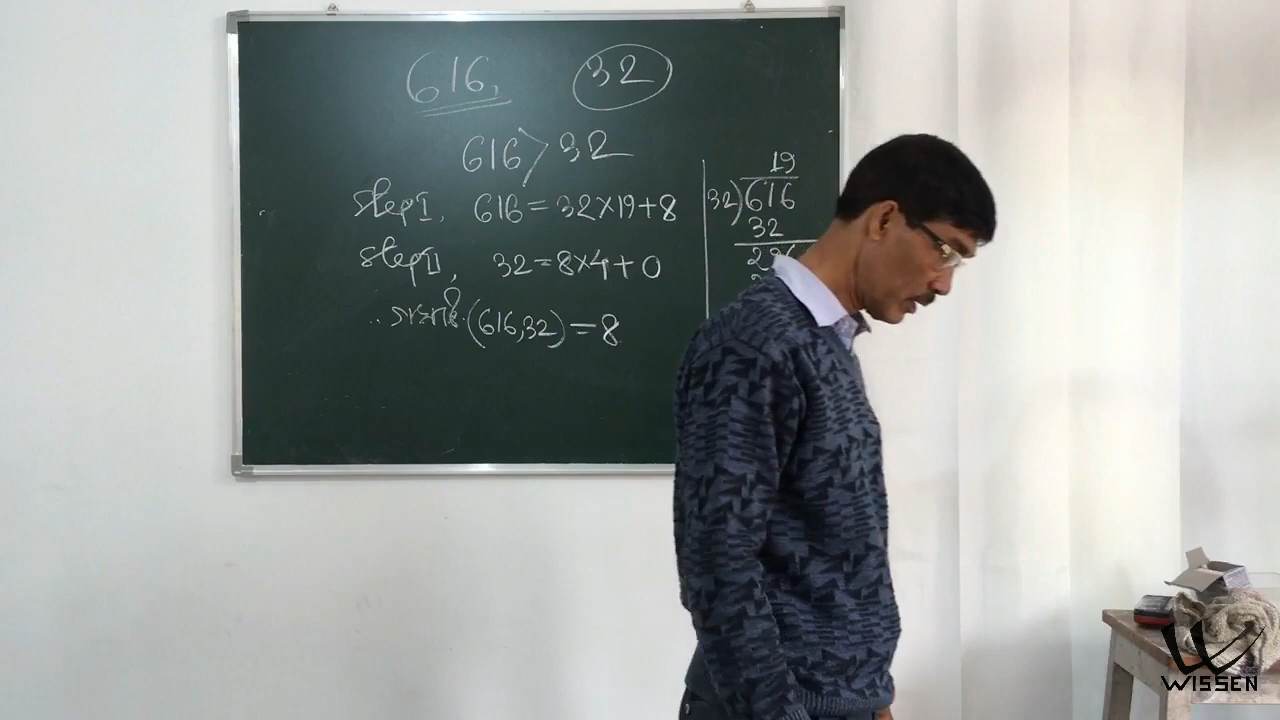 616, 32
616 > 32
step I, 616 = 32×19+8
step II, 32 = 8×4+0
(616,32) = 8
19
32)616
32
WISSEN